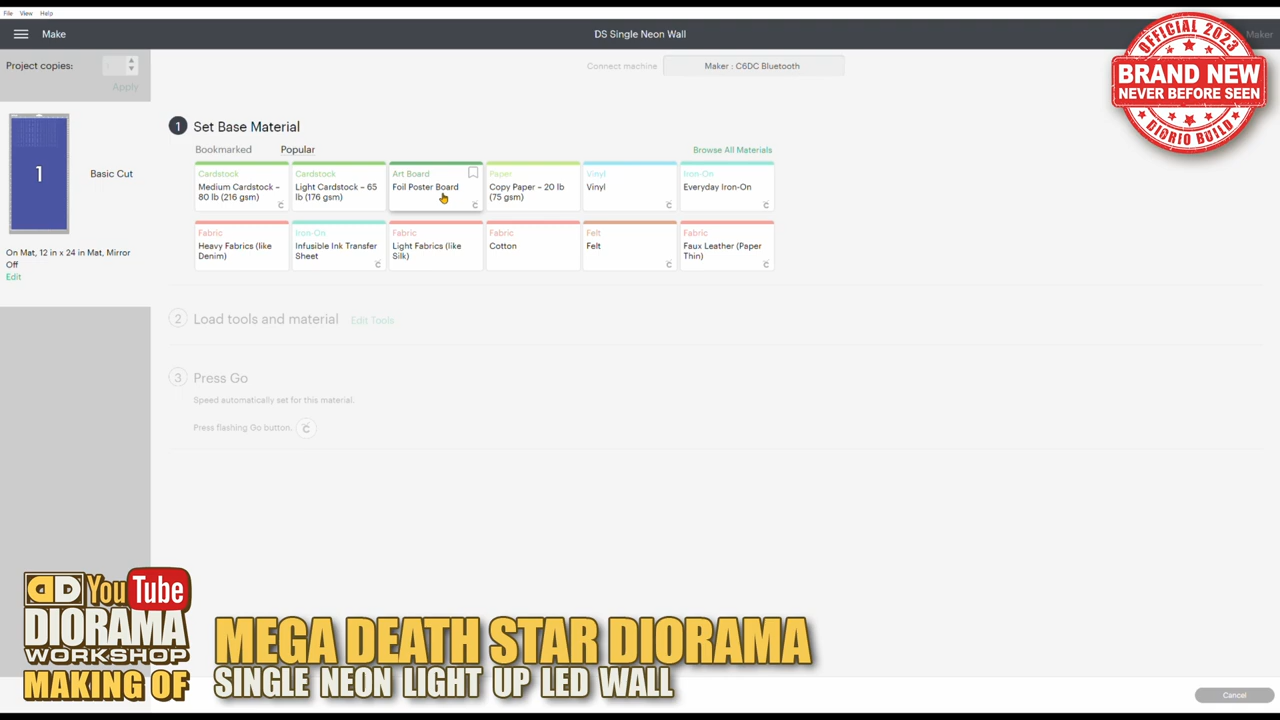 File View Help
Make
DS Single Neon Wall
Maker
Project copies:
1
Apply
Connect machine
Maker : C6DC Bluetooth
OFFICIAL 2023
BRAND NEW
NEVER BEFORE SEEN
DIORIO BUILD
1
Basic Cut
On Mat, 12 in x 24 in Mat, Mirror
Off
Edit
1 Set Base Material
Bookmarked Popular
Browse All Materials
Cardstock
Medium Cardstock –
80 lb (216 gsm)
Cardstock
Light Cardstock – 65
lb (176 gsm)
Art Board
Foil Poster Board
Paper
Copy Paper – 20 lb
(75 gsm)
Vinyl
Vinyl
Iron-On
Everyday Iron-On
Fabric
Heavy Fabrics (like
Denim)
Iron-On
Infusible Ink Transfer
Sheet
Fabric
Light Fabrics (like
Silk)
Fabric
Cotton
Felt
Felt
Fabric
Faux Leather (Paper
Thin)
2 Load tools and material Edit Tools
3 Press Go
Speed automatically set for this material.
Press flashing Go button.
DD YouTube
DIORAMA
WORKSHOP
MAKING OF
MEGA DEATH STAR DIORAMA
SINGLE NEON LIGHT UP LED WALL
Cancel